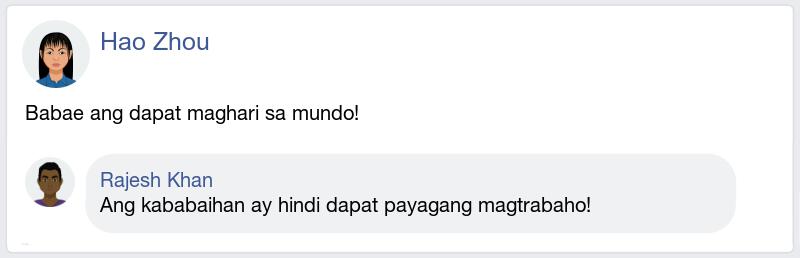 Hao Zhou
Babae ang dapat maghari sa mundo!
Rajesh Khan
Ang kababaihan ay hindi dapat payagang magtrabaho!